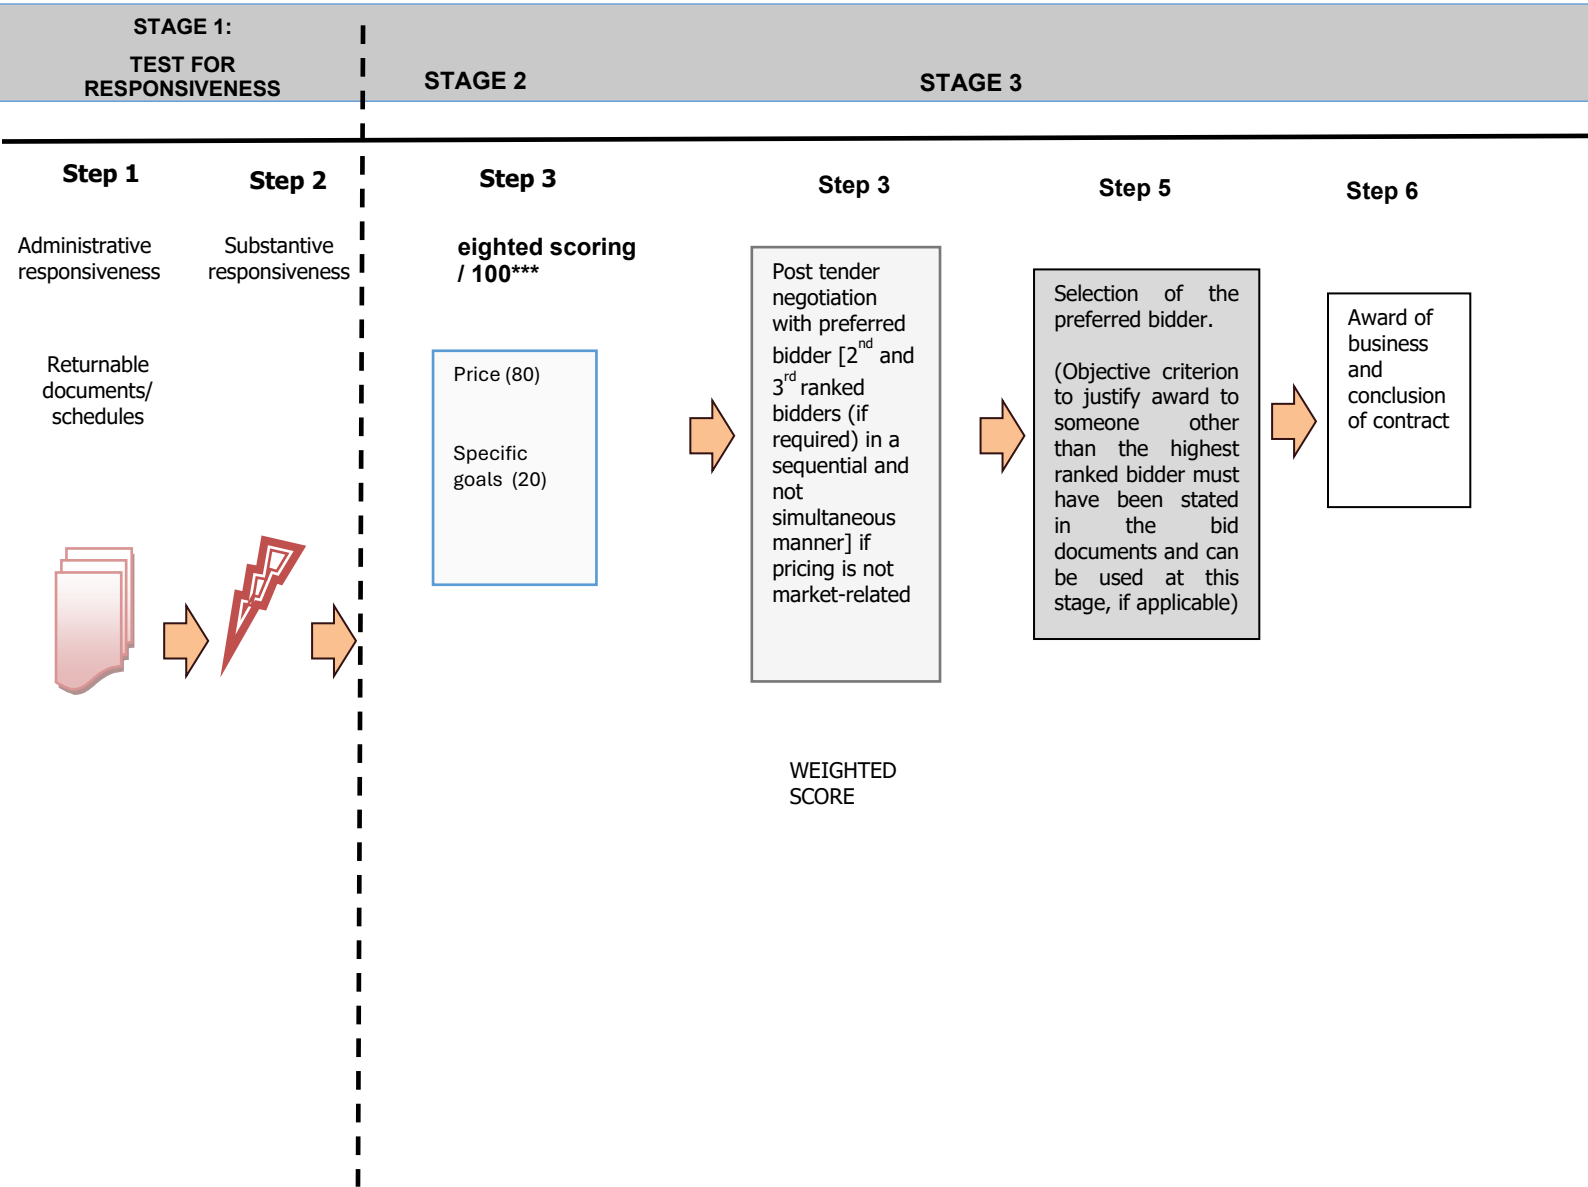 STAGE 1:
TEST FOR
RESPONSIVENESS
STAGE 2
STAGE 3
Step 1
Step 2
Step 3
Step 3
Step 5
Step 6
Administrative
responsiveness
Substantive
responsiveness
Returnable
documents/
schedules
eighted scoring
/ 100***
Price (80)
Specific
goals (20)
Post tender
negotiation
with preferred
bidder [2nd and
3rd ranked
bidders (if
required) in a
sequential and
not
simultaneous
manner] if
pricing is not
market-related
Selection of the
preferred bidder.
(Objective criterion
to justify award to
someone other
than the highest
ranked bidder must
have been stated
in the bid
documents and can
be used at this
stage, if applicable)
Award of
business
and
conclusion
of contract
WEIGHTED
SCORE